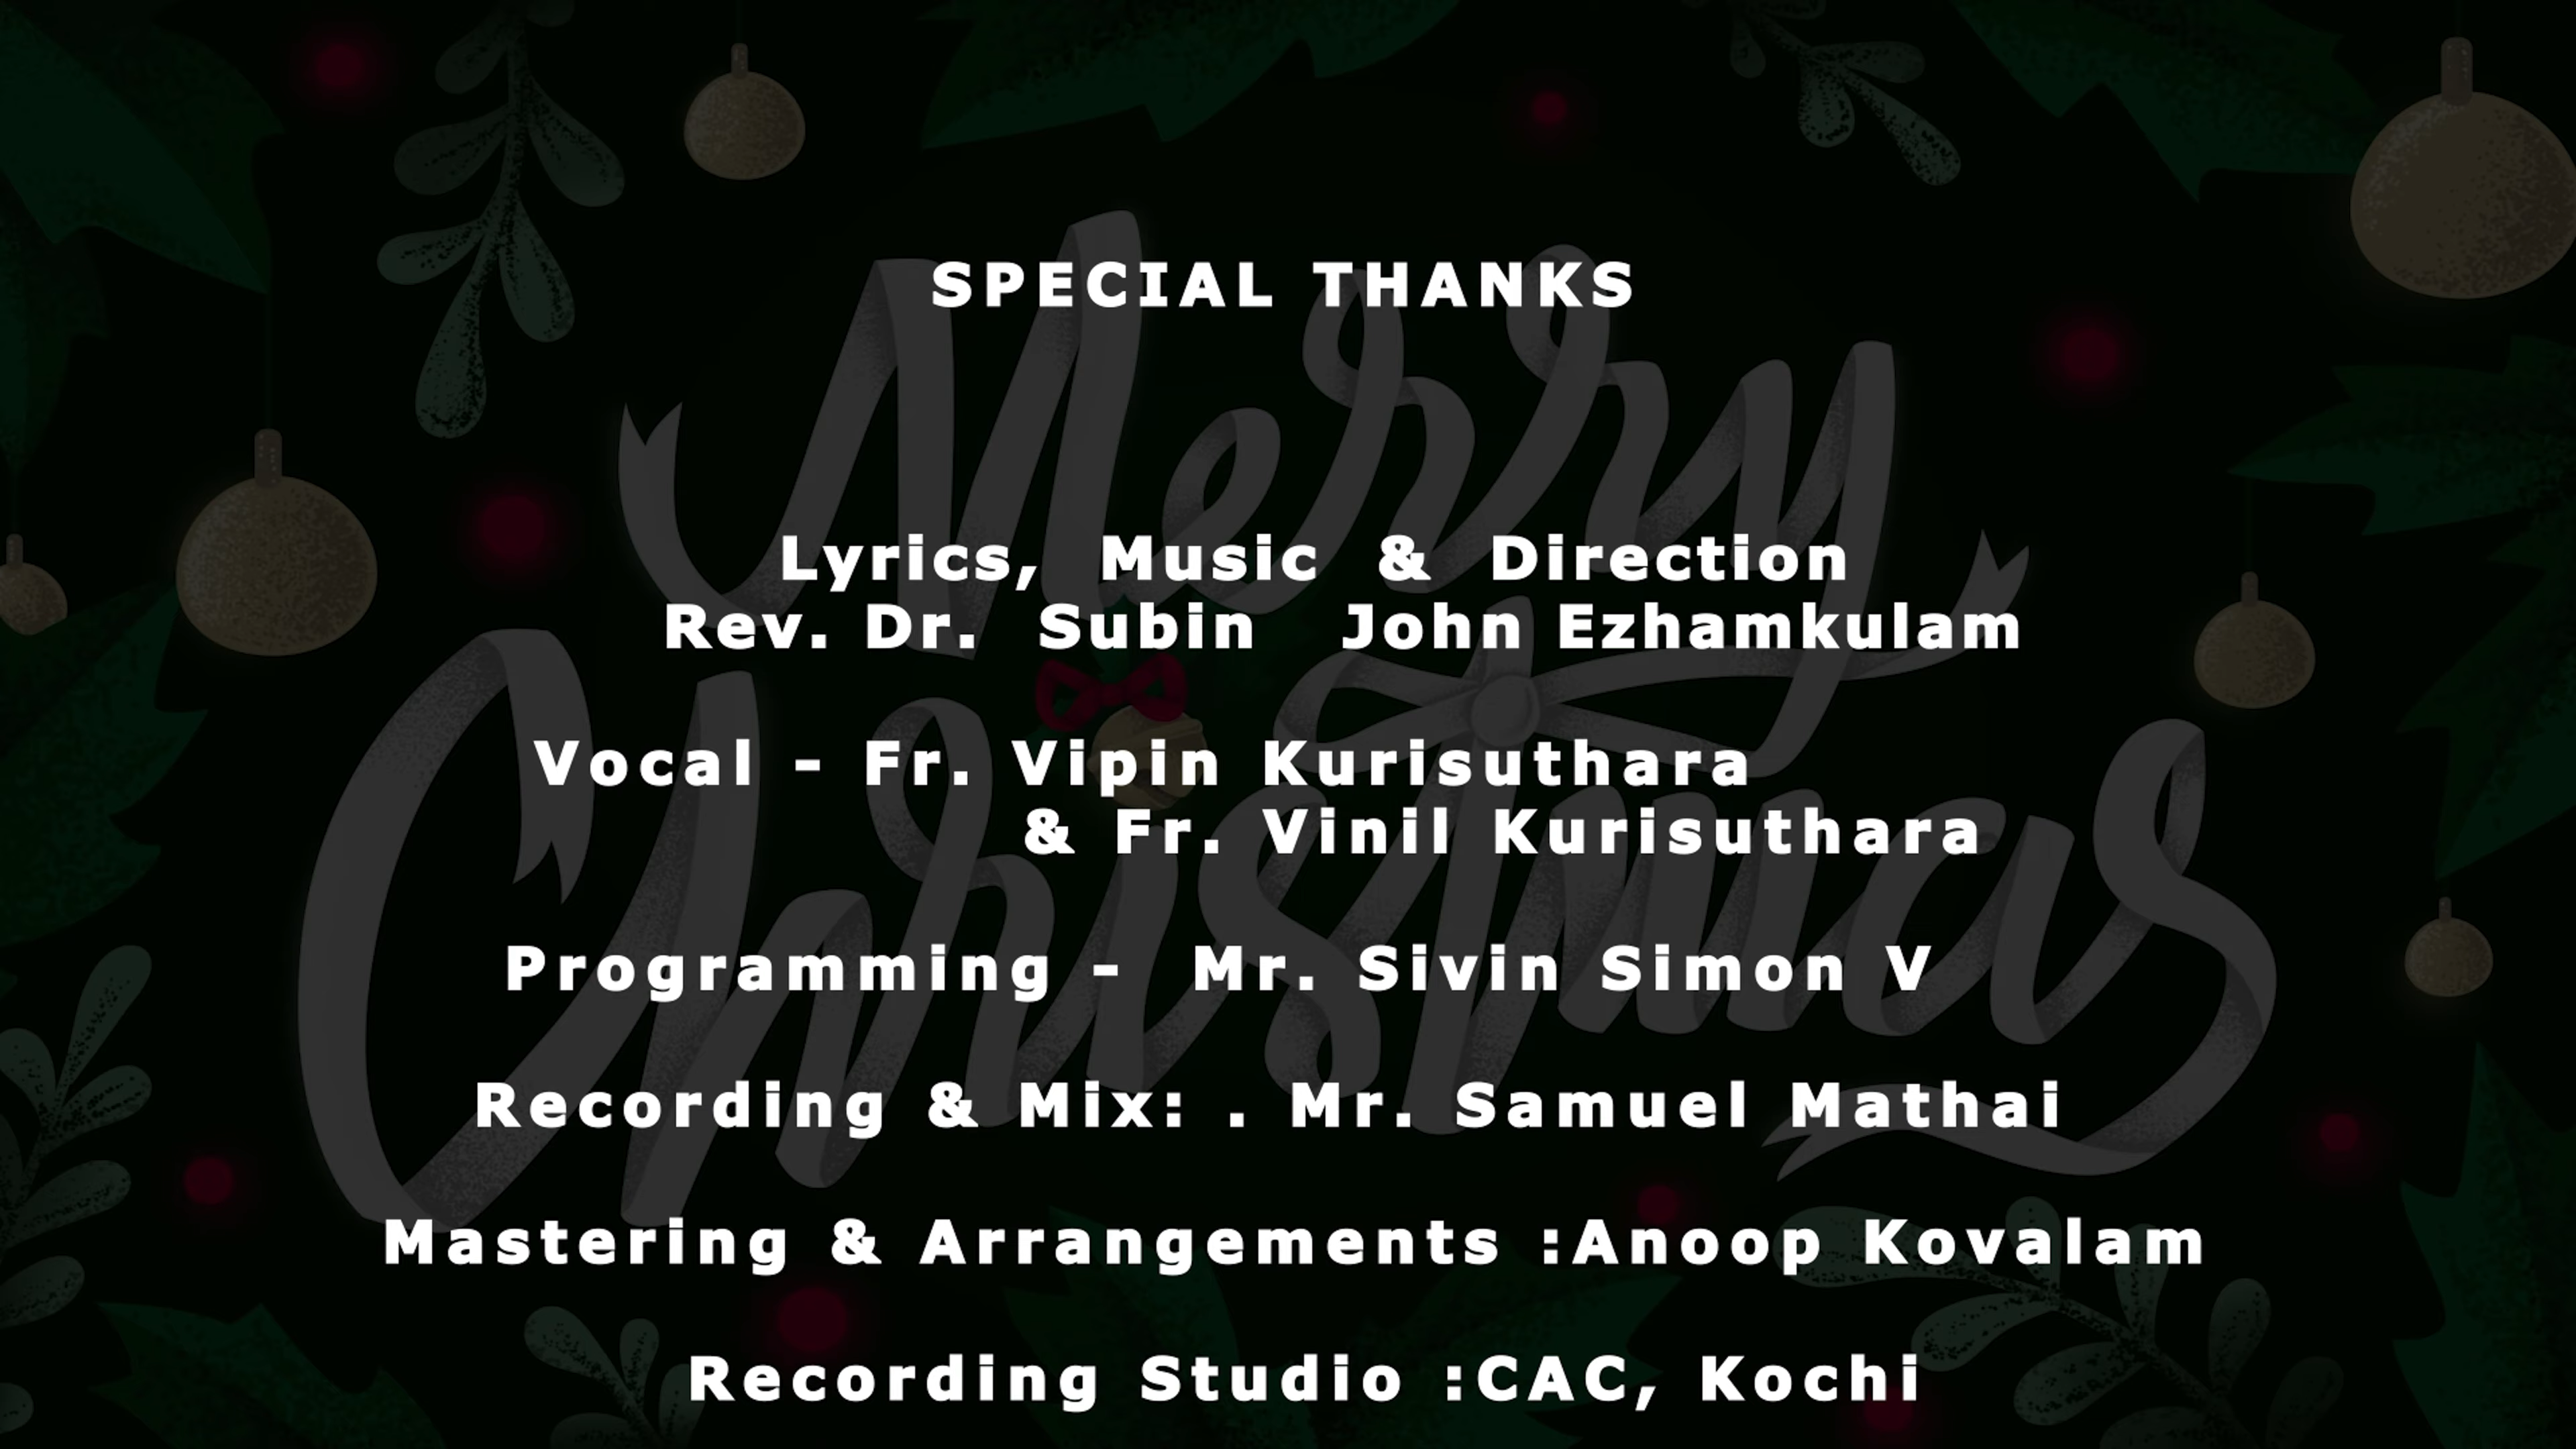 SPECIAL THANKS
Merry
Christmas
Lyrics, Music & Direction
Rev. Dr. Subin John Ezhamkulam
Vocal - Fr. Vipin Kurisuthara
& Fr. Vinil Kurisuthara
Programming - Mr. Sivin Simon V
Recording & Mix: . Mr. Samuel Mathai
Mastering & Arrangements :Anoop Kovalam
Recording Studio :CAC, Kochi